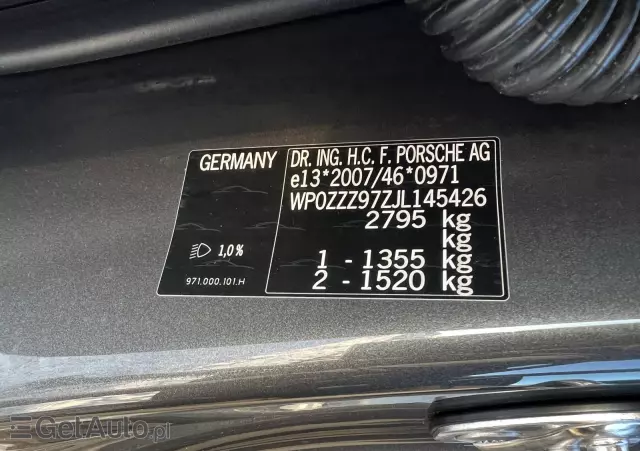 GERMANY
DR. ING. H.C. F. PORSCHE AG
e13*2007/46*0971
WP0ZZZ97ZJL145426
2795 kg
kg
1 - 1355 kg
2 - 1520 kg
1,0%
971.000.101.H
GetAuto.pl